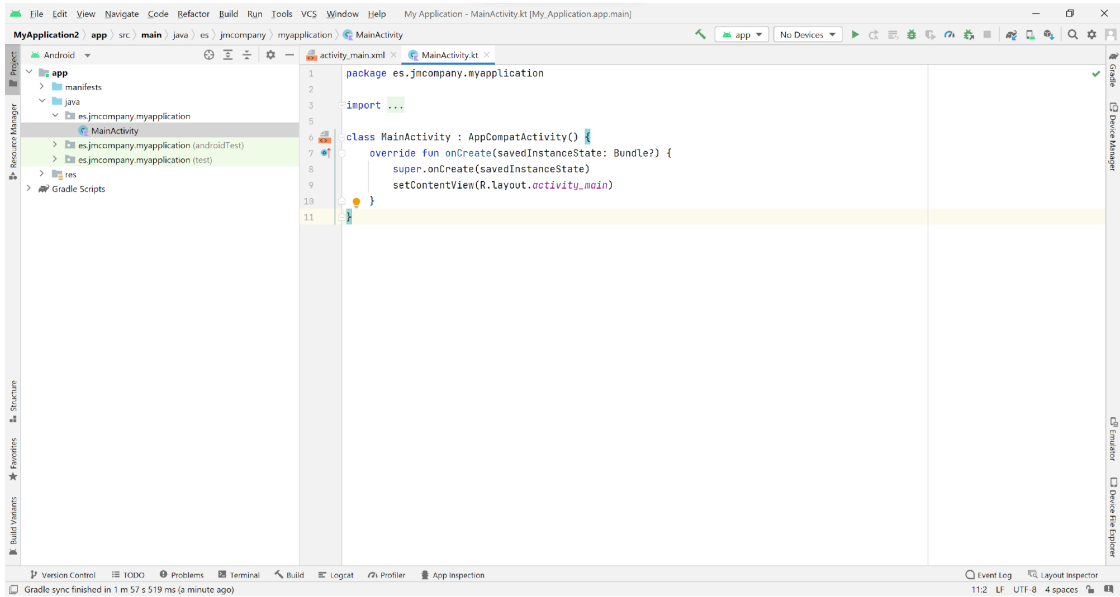 File Edit View Navigate Code Refactor Build Run Tools VCS Window Help My Application - MainActivity.kt [My_Application.app.main]
MyApplication2 app src main java es jmcompany myapplication MainActivity app No Devices
Android
activity_main.xml MainActivity.kt
Project
Resource Manager
Structure
Favorites
Build Variants
app
manifests
java
es.jmcompany.myapplication
MainActivity
es.jmcompany.myapplication (androidTest)
es.jmcompany.myapplication (test)
res
Gradle Scripts
1 package es.jmcompany.myapplication
2
3 import ...
5
6 class MainActivity : AppCompatActivity() {
7 override fun onCreate(savedInstanceState: Bundle?) {
8 super.onCreate(savedInstanceState)
9 setContentView(R.layout.activity_main)
10 }
11 }
Gradle
Device Manager
Emulator
Device File Explorer
Version Control TODO Problems Terminal Build Logcat Profiler App Inspection Event Log Layout Inspector
Gradle sync finished in 1 m 57 s 519 ms (a minute ago) 11:2 LF UTF-8 4 spaces